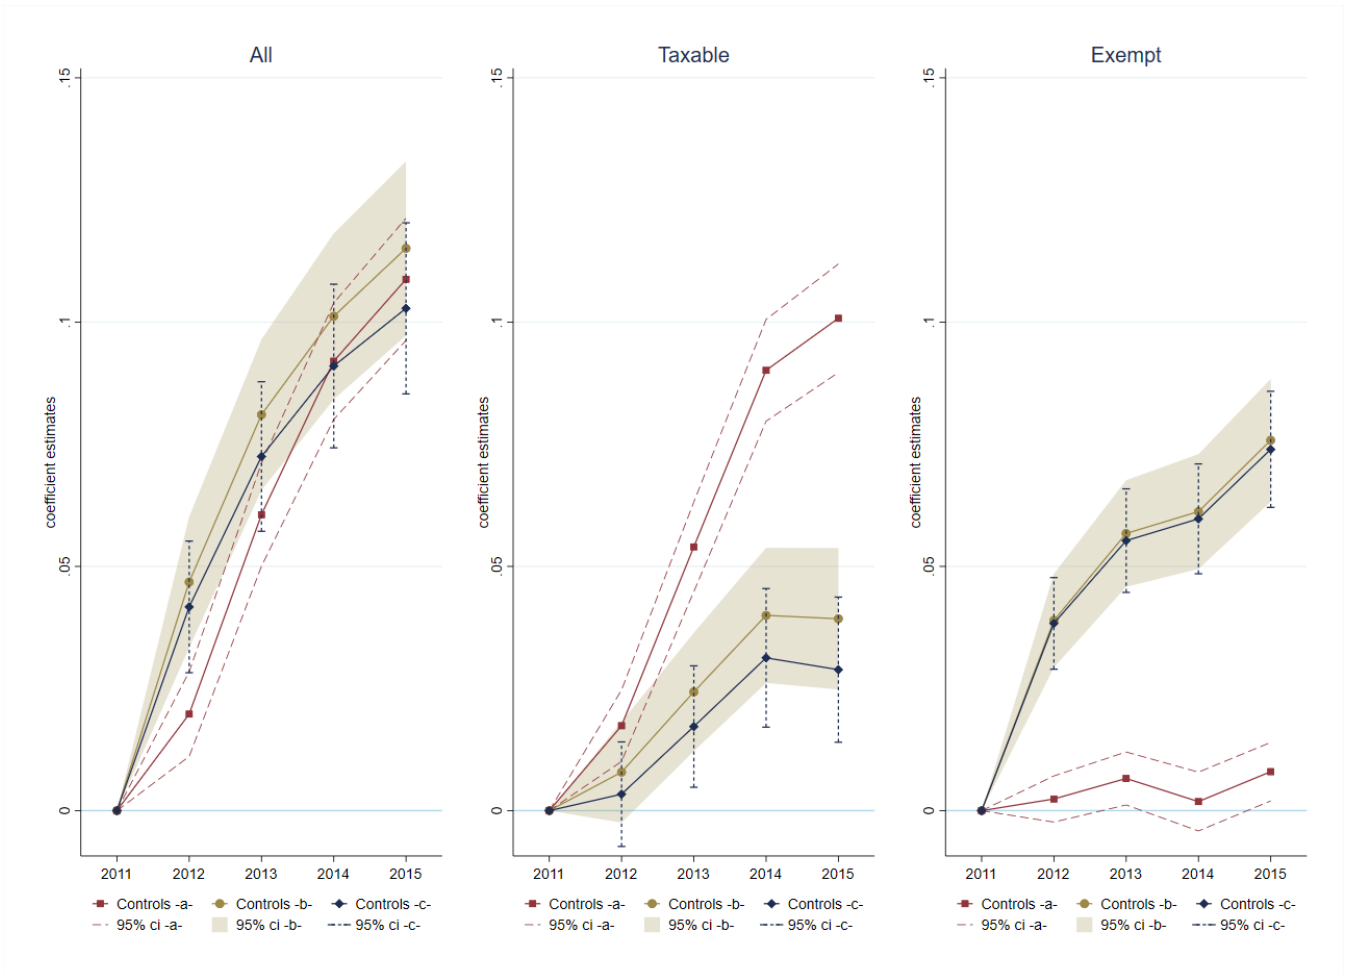 All
Taxable
Exempt
coefficient estimates
.15
.1
.05
0
2011 2012 2013 2014 2015
Controls -a- Controls -b- Controls -c-
95% ci -a- 95% ci -b- 95% ci -c-
coefficient estimates
.15
.1
.05
0
2011 2012 2013 2014 2015
Controls -a- Controls -b- Controls -c-
95% ci -a- 95% ci -b- 95% ci -c-
coefficient estimates
.15
.1
.05
0
2011 2012 2013 2014 2015
Controls -a- Controls -b- Controls -c-
95% ci -a- 95% ci -b- 95% ci -c-